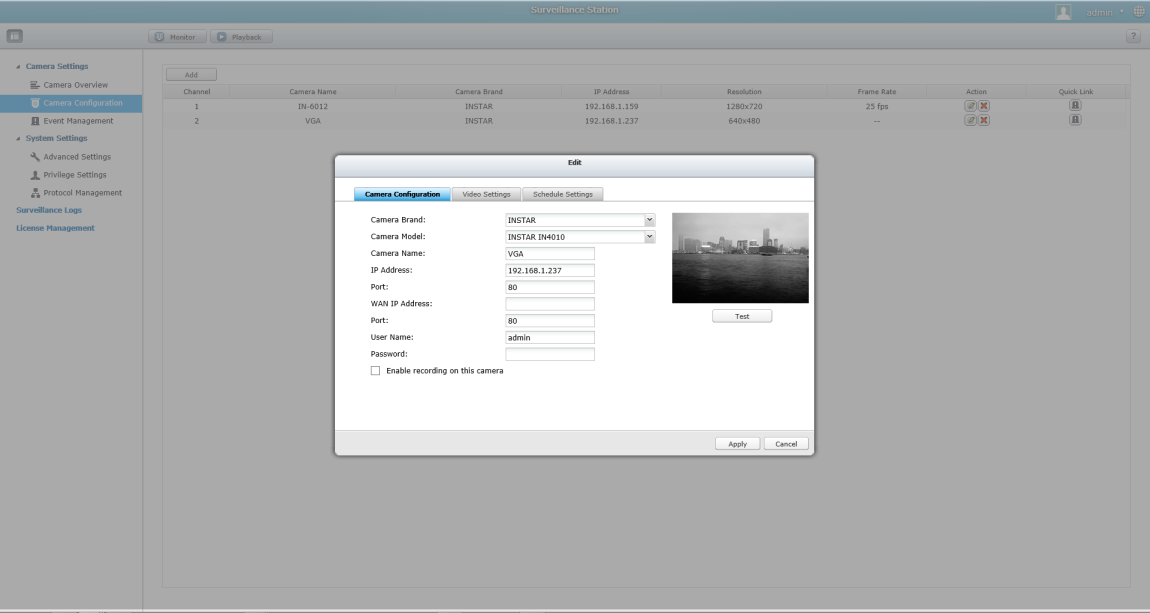 Surveillance Station
admin
Monitor Playback ?
Camera Settings
Camera Overview
Camera Configuration
Event Management
System Settings
Advanced Settings
Privilege Settings
Protocol Management
Surveillance Logs
License Management
Add
Channel Camera Name Camera Brand IP Address Resolution Frame Rate Action Quick Link
1 IN-6012 INSTAR 192.168.1.159 1280x720 25 fps
2 VGA INSTAR 192.168.1.237 640x480 --
Edit
Camera Configuration Video Settings Schedule Settings
Camera Brand: INSTAR
Camera Model: INSTAR IN4010
Camera Name: VGA
IP Address: 192.168.1.237
Port: 80
WAN IP Address:
Port: 80
User Name: admin
Password:
Enable recording on this camera
Test
Apply Cancel